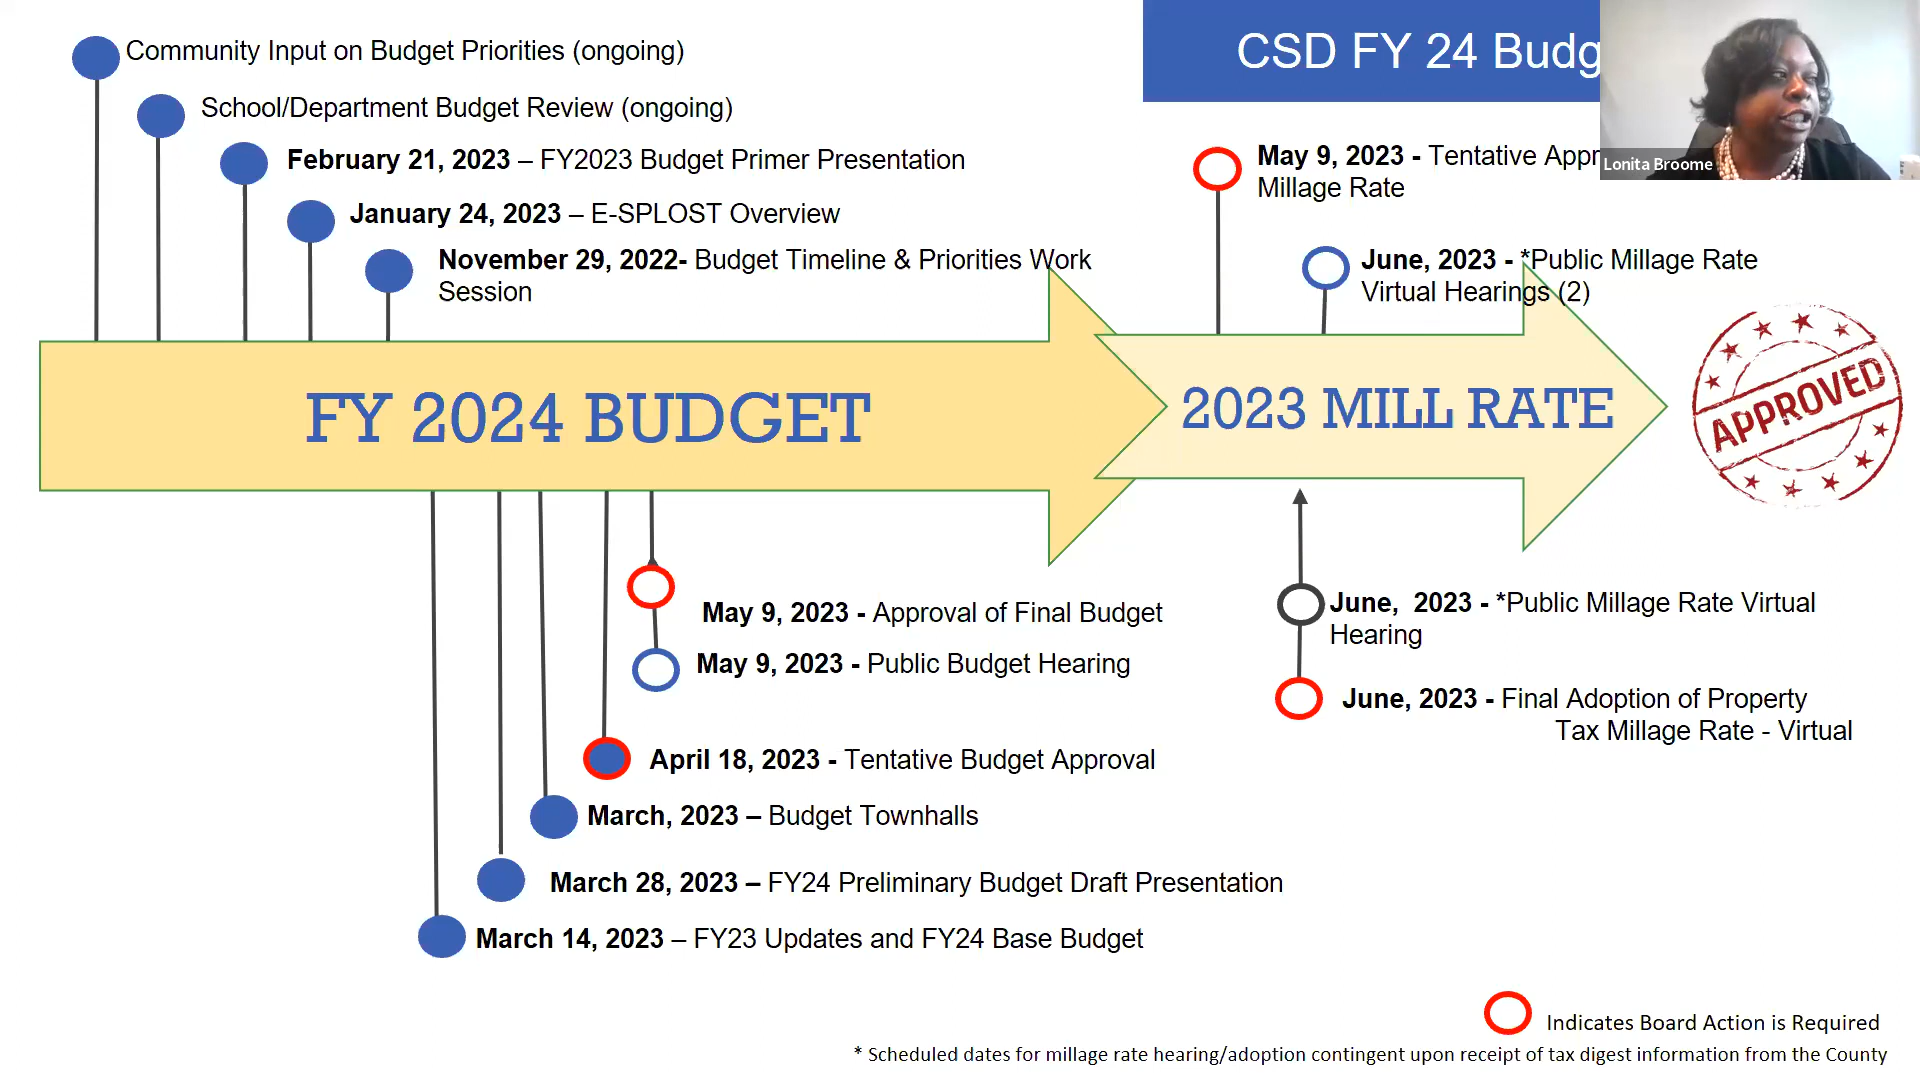 Community Input on Budget Priorities (ongoing)
School/Department Budget Review (ongoing)
February 21, 2023 – FY2023 Budget Primer Presentation
January 24, 2023 – E-SPLOST Overview
November 29, 2022- Budget Timeline & Priorities Work
Session
FY 2024 BUDGET
May 9, 2023 - Approval of Final Budget
May 9, 2023 - Public Budget Hearing
April 18, 2023 - Tentative Budget Approval
March, 2023 – Budget Townhalls
March 28, 2023 – FY24 Preliminary Budget Draft Presentation
March 14, 2023 – FY23 Updates and FY24 Base Budget
CSD FY 24
Lonita Broome
May 9, 2023 - Tentative
Millage Rate
June, 2023 - *Public Millage Rate
Virtual Hearings (2)
2023 MILL RATE
APPROVED
June, 2023 - *Public Millage Rate Virtual
Hearing
June, 2023 - Final Adoption of Property
Tax Millage Rate - Virtual
Indicates Board Action is Required
* Scheduled dates for millage rate hearing/adoption contingent upon receipt of tax digest information from the County